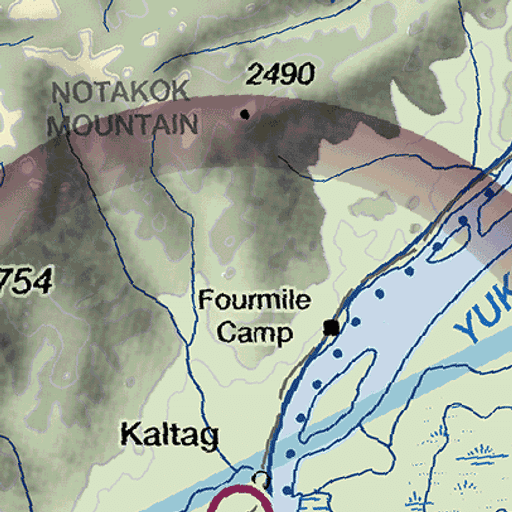 2490
NOTAKOK
MOUNTAIN
754
Fourmile
Camp
YUK
Kaltag